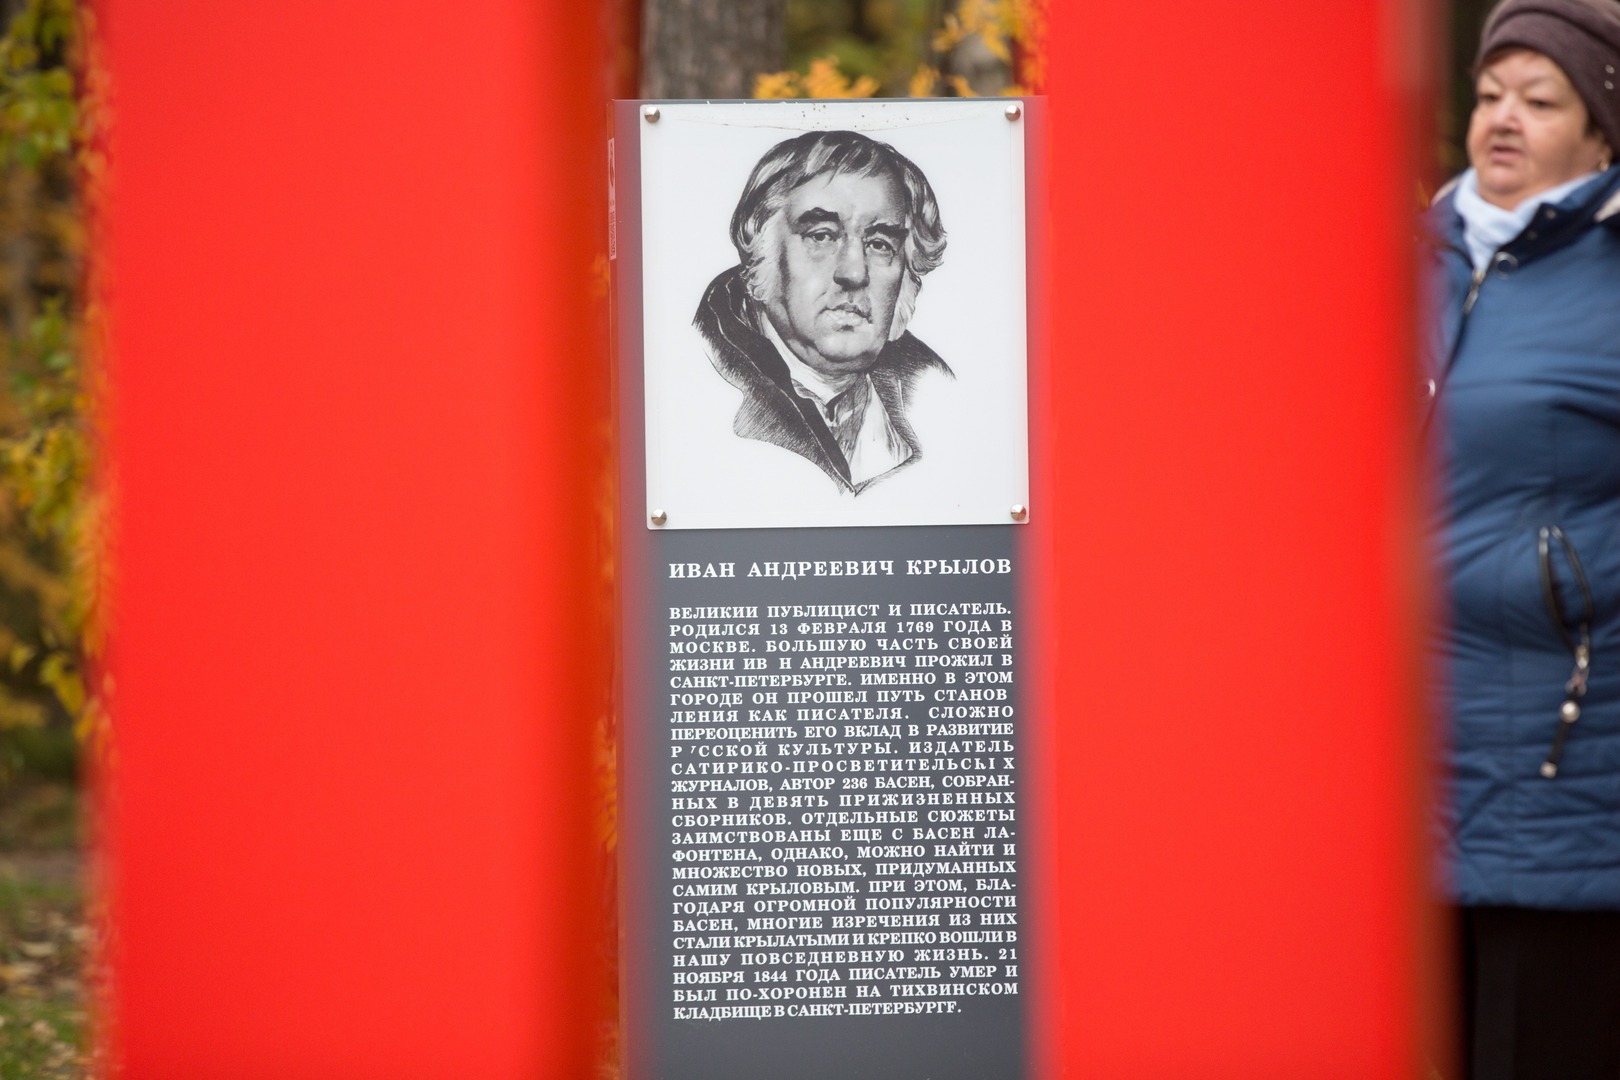 ИВАН АНДРЕЕВИЧ КРЫЛОВ
ВЕЛИКИИ ПУБЛИЦИСТ И ПИСАТЕЛЬ.
РОДИЛСЯ 13 ФЕВРАЛЯ 1769 ГОДА В
МОСКВЕ. БОЛЬШУЮ ЧАСТЬ СВОЕЙ
ЖИЗНИ ИВ Н АНДРЕЕВИЧ ПРОЖИЛ В
САНКТ-ПЕТЕРБУРГЕ. ИМЕННО В ЭТОМ
ГОРОДЕ ОН ПРОШЕЛ ПУТЬ СТАНОВ
ЛЕНИЯ КАК ПИСАТЕЛЯ. СЛОЖНО
ПЕРЕОЦЕНИТЬ ЕГО ВКЛАД В РАЗВИТИЕ
Р УССКОЙ КУЛЬТУРЫ. ИЗДАТЕЛЬ
САТИРИКО-ПРОСВЕТИТЕЛЬСКИ Х
ЖУРНАЛОВ, АВТОР 236 БАСЕН, СОБРАН-
НЫХ В ДЕВЯТЬ ПРИЖИЗНЕННЫХ
СБОРНИКОВ. ОТДЕЛЬНЫЕ СЮЖЕТЫ
ЗАИМСТВОВАНЫ ЕЩЕ С БАСЕН ЛА-
ФОНТЕНА, ОДНАКО, МОЖНО НАЙТИ И
МНОЖЕСТВО НОВЫХ, ПРИДУМАННЫХ
САМИМ КРЫЛОВЫМ. ПРИ ЭТОМ, БЛА-
ГОДАРЯ ОГРОМНОЙ ПОПУЛЯРНОСТИ
БАСЕН, МНОГИЕ ИЗРЕЧЕНИЯ ИЗ НИХ
СТАЛИ КРЫЛАТЫМИ И КРЕПКО ВОШЛИ В
НАШУ ПОВСЕДНЕВНУЮ ЖИЗНЬ. 21
НОЯБРЯ 1844 ГОДА ПИСАТЕЛЬ УМЕР И
БЫЛ ПО-ХОРОНЕН НА ТИХВИНСКОМ
КЛАДБИЩЕ В САНКТ-ПЕТЕРБУРГЕ.